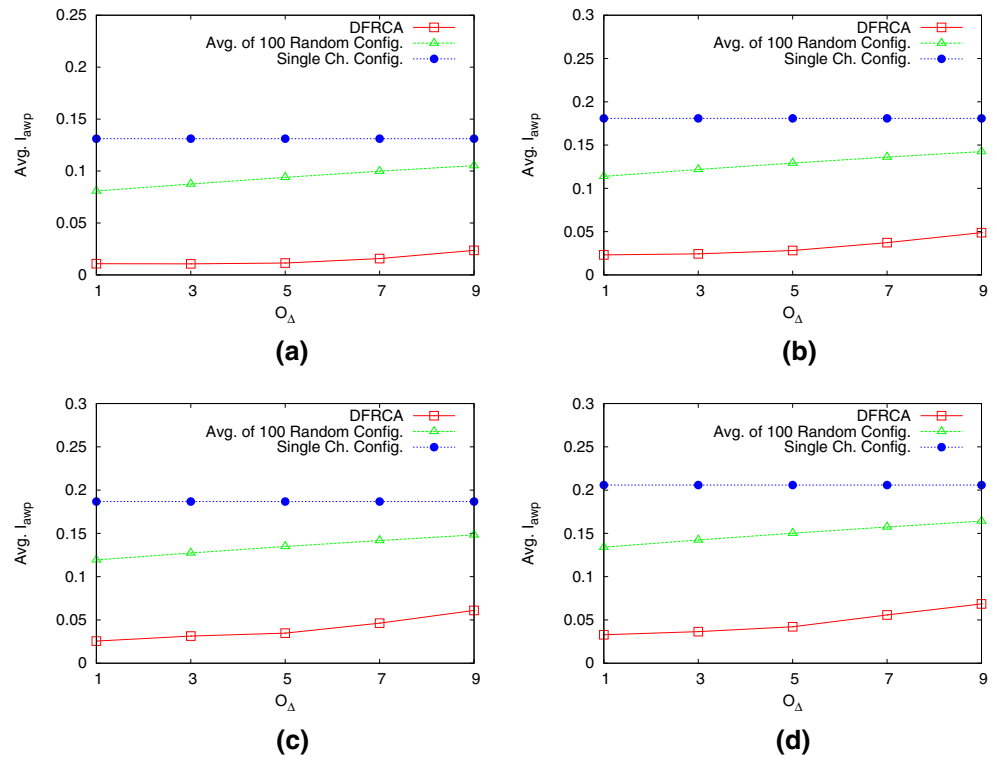 0.25
0.2
0.15
0.1
0.05
0
Avg. I_awp
DFRCA
Avg. of 100 Random Config.
Single Ch. Config.
1 3 5 7 9
O_Δ
(a)
0.3
0.25
0.2
0.15
0.1
0.05
0
Avg. I_awp
DFRCA
Avg. of 100 Random Config.
Single Ch. Config.
1 3 5 7 9
O_Δ
(b)
0.3
0.25
0.2
0.15
0.1
0.05
0
Avg. I_awp
DFRCA
Avg. of 100 Random Config.
Single Ch. Config.
1 3 5 7 9
O_Δ
(c)
0.3
0.25
0.2
0.15
0.1
0.05
0
Avg. I_awp
DFRCA
Avg. of 100 Random Config.
Single Ch. Config.
1 3 5 7 9
O_Δ
(d)